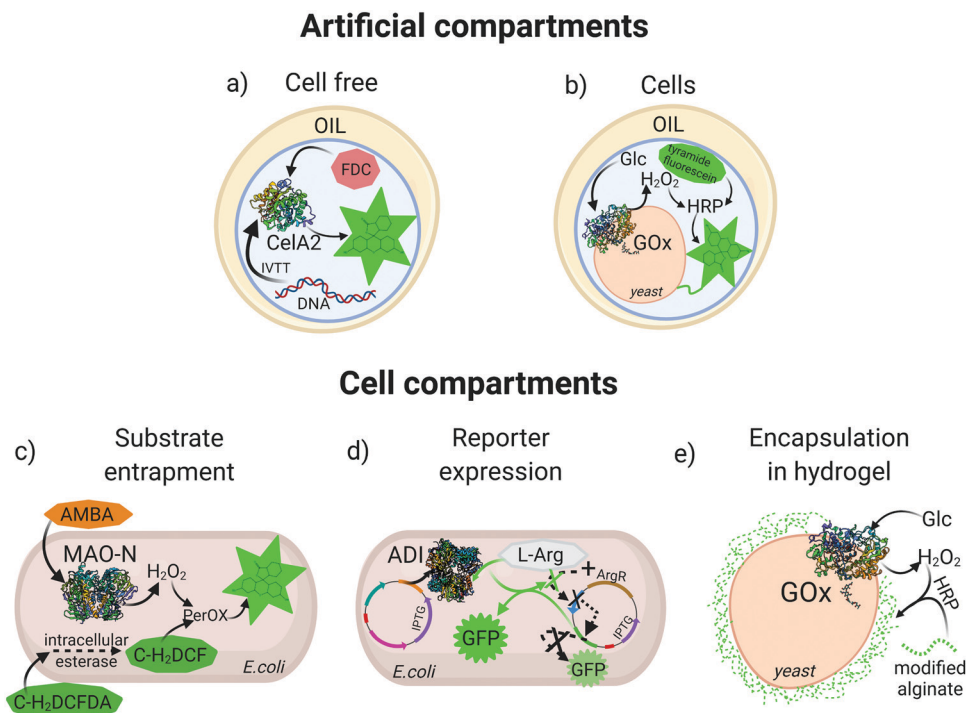 Artificial compartments
a) Cell free
OIL
FDC
CelA2
IVTT
DNA
b) Cells
OIL
Glc
tyramide
fluorescein
H₂O₂
HRP
GOx
yeast
Cell compartments
c) Substrate
entrapment
AMBA
MAO-N
H₂O₂
PerOX
intracellular
esterase
C-H₂DCF
E.coli
C-H₂DCFDA
d) Reporter
expression
ADI
L-Arg
+
ArgR
IPTG
IPTG
GFP
GFP
E.coli
e) Encapsulation
in hydrogel
Glc
H₂O₂
HRP
GOx
yeast
modified
alginate